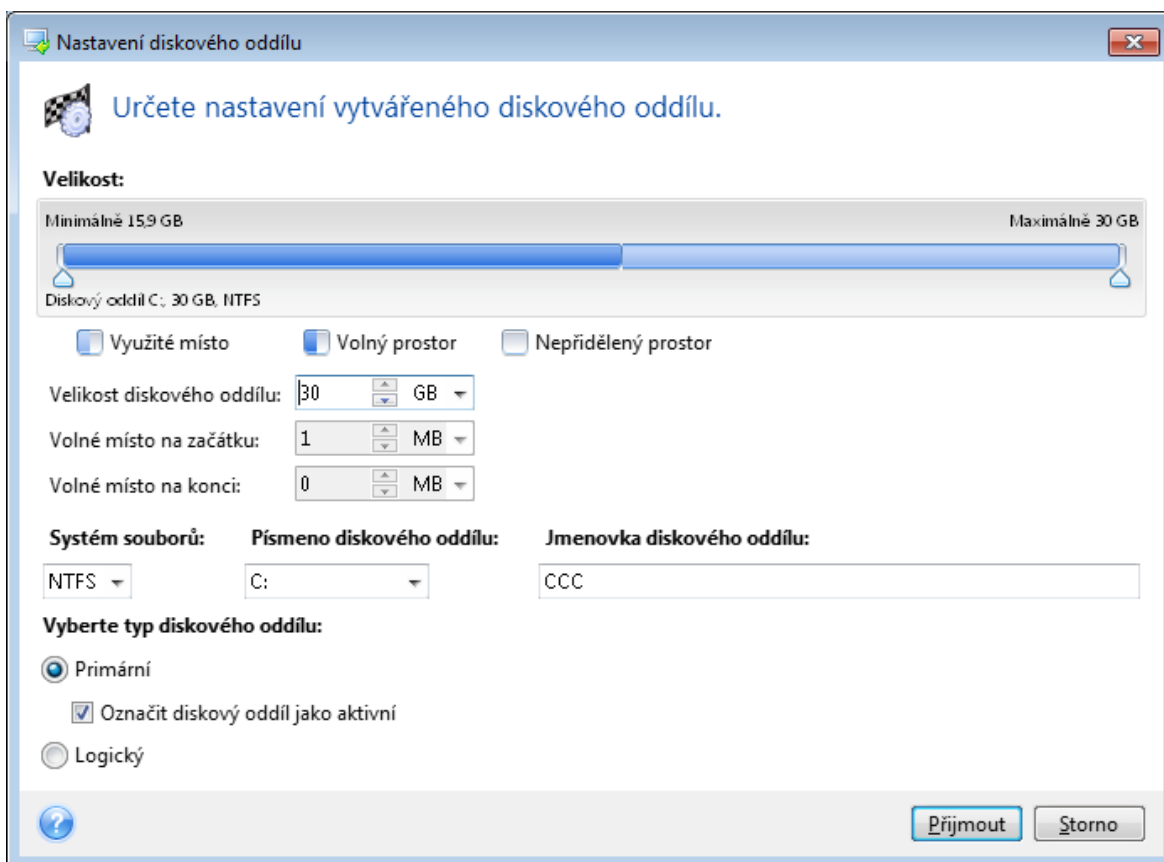 Nastavení diskového oddílu
Určete nastavení vytvářeného diskového oddílu.
Velikost:
Minimálně 15,9 GB Maximálně 30 GB
Diskový oddíl C:, 30 GB, NTFS
Využité místo Volný prostor Nepřidělený prostor
Velikost diskového oddílu: 30 GB
Volné místo na začátku: 1 MB
Volné místo na konci: 0 MB
Systém souborů: Písmeno diskového oddílu: Jmenovka diskového oddílu:
NTFS C: CCC
Vyberte typ diskového oddílu:
Primární
Označit diskový oddíl jako aktivní
Logický
? Přijmout Storno